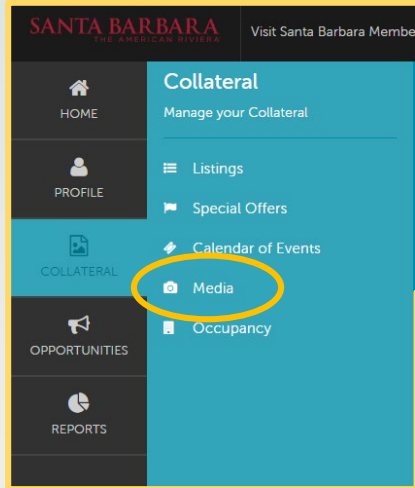 SANTA BARBARA
THE AMERICAN RIVIERA
Visit Santa Barbara Membe
HOME
PROFILE
COLLATERAL
OPPORTUNITIES
REPORTS
Collateral
Manage your Collateral
Listings
Special Offers
Calendar of Events
Media
Occupancy